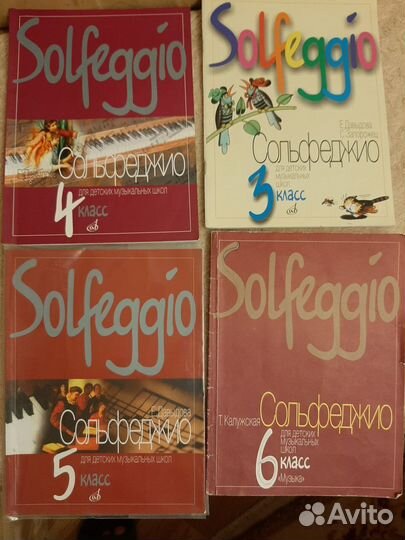 Solfeggio
Сольфеджио
для детских музыкальных школ
4 класс
Solfeggio
Е.Давыдова
С.Запорожец
Сольфеджио
для детских
музыкальных
школ
3 класс
Solfeggio
Е.Давыдова
Сольфеджио
для детских музыкальных школ
5 класс
Solfeggio
Т. Калужская Сольфеджио
для детских
музыкальных
школ
6 класс
«Музыка»
Avito